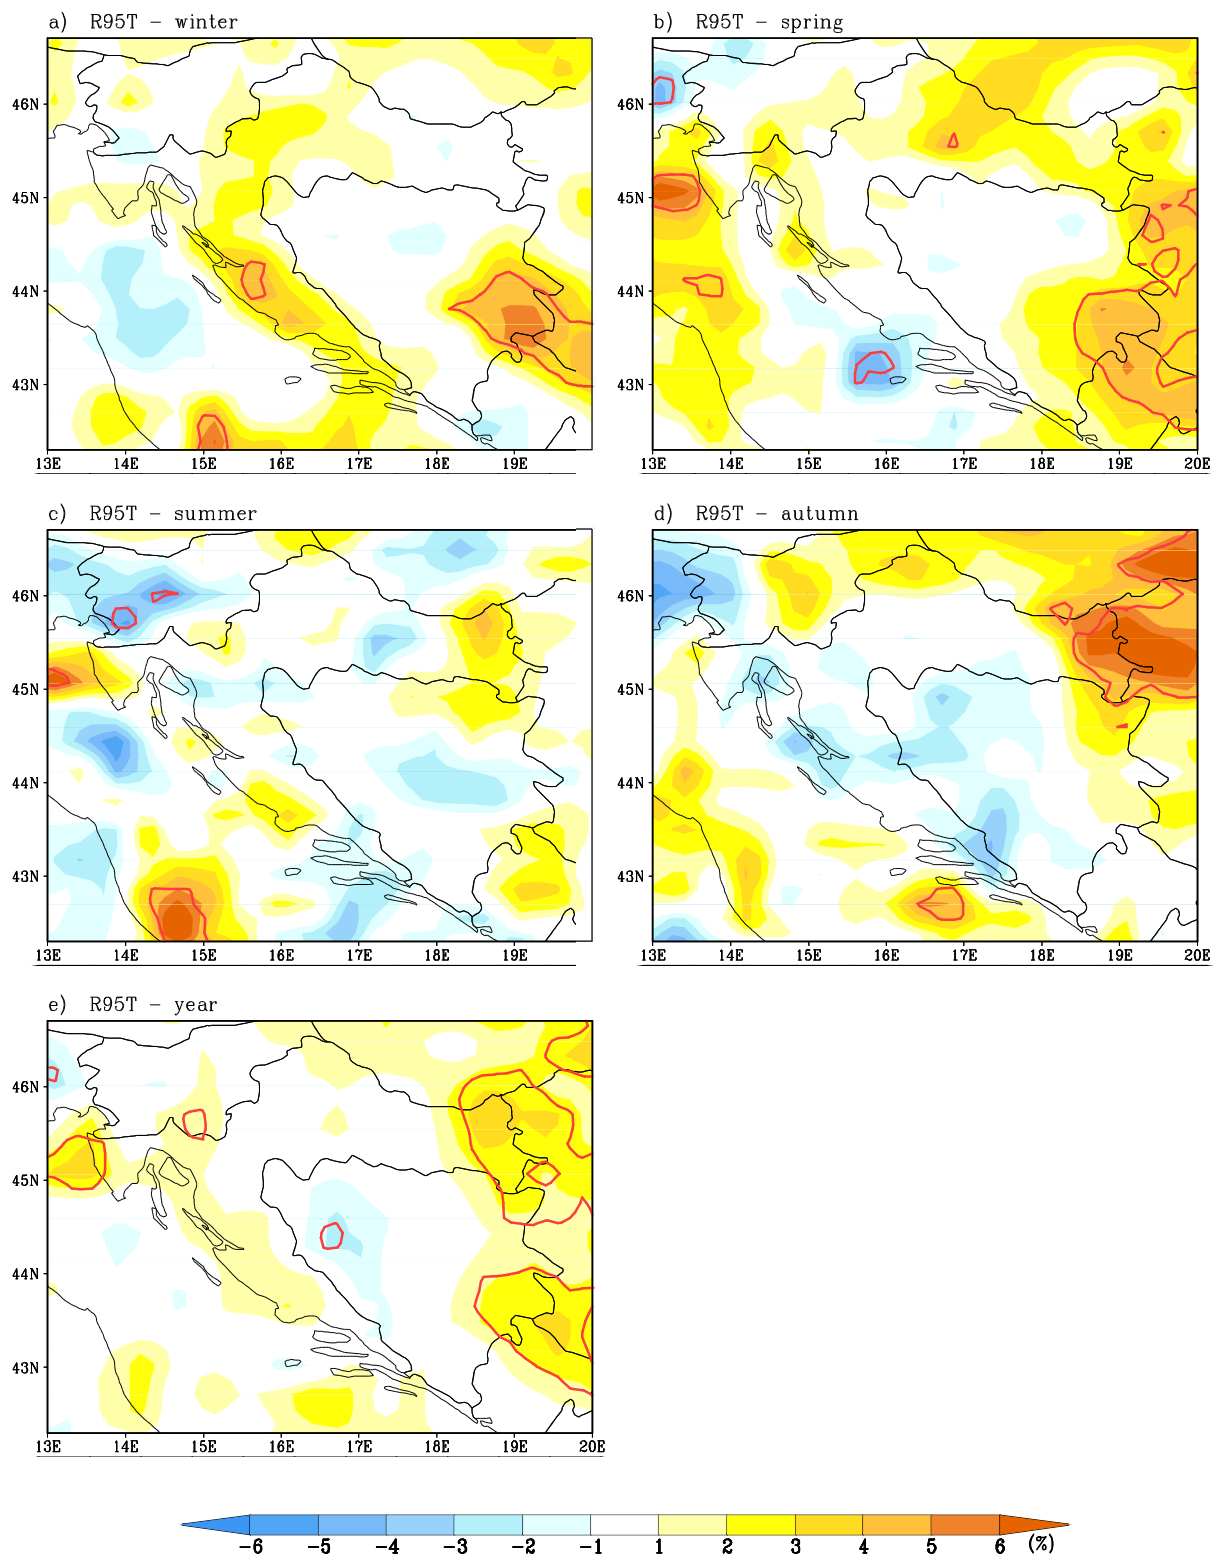 a) R95T – winter
b) R95T – spring
46N
45N
44N
43N
13E 14E 15E 16E 17E 18E 19E
46N
45N
44N
43N
13E 14E 15E 16E 17E 18E 19E 20E
c) R95T – summer
d) R95T – autumn
46N
45N
44N
43N
13E 14E 15E 16E 17E 18E 19E
46N
45N
44N
43N
13E 14E 15E 16E 17E 18E 19E 20E
e) R95T – year
46N
45N
44N
43N
13E 14E 15E 16E 17E 18E 19E 20E
-6 -5 -4 -3 -2 -1 1 2 3 4 5 6 (%)